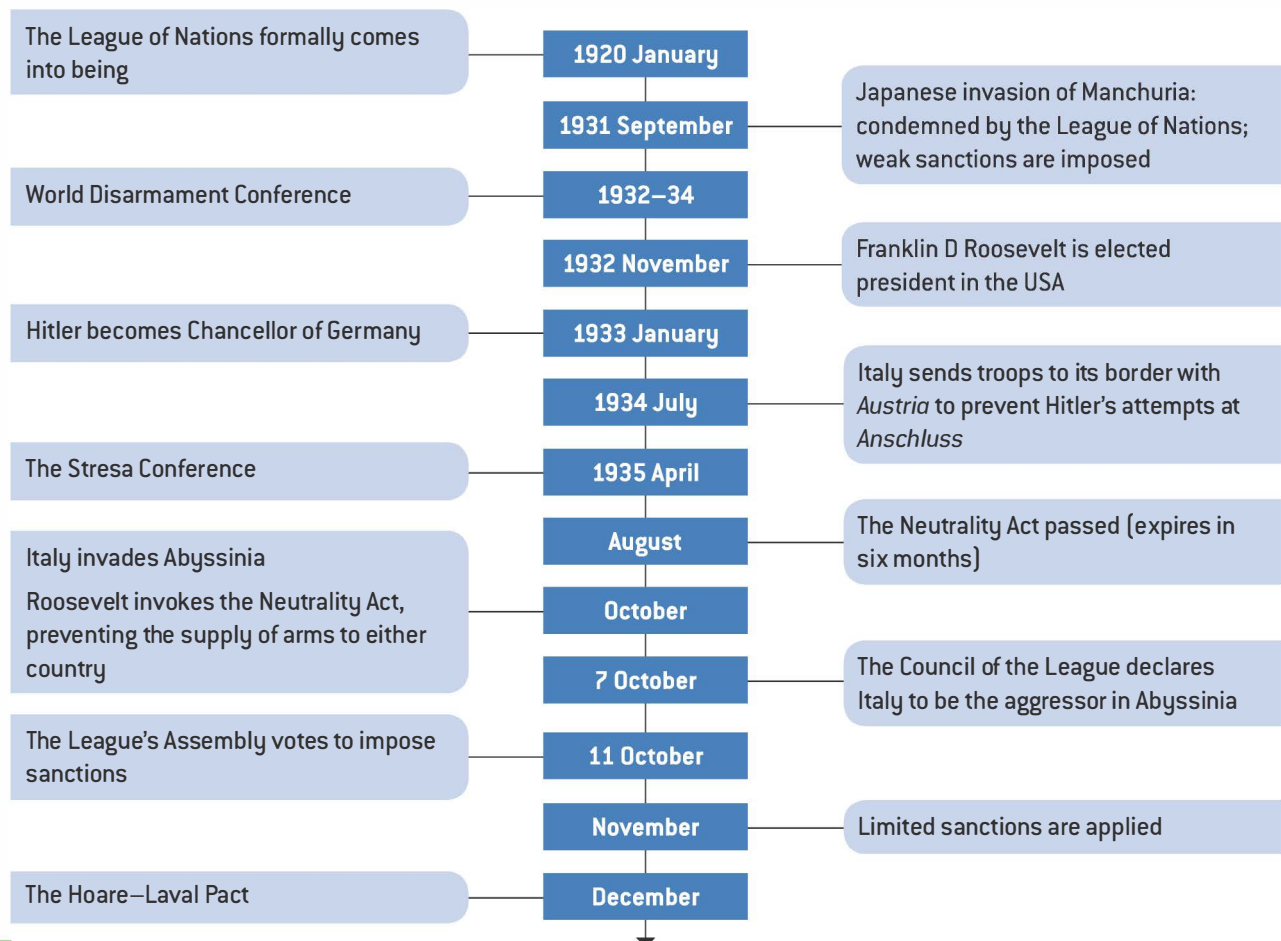 The League of Nations formally comes
into being
1920 January
1931 September
Japanese invasion of Manchuria:
condemned by the League of Nations;
weak sanctions are imposed
World Disarmament Conference
1932–34
1932 November
Franklin D Roosevelt is elected
president in the USA
Hitler becomes Chancellor of Germany
1933 January
1934 July
Italy sends troops to its border with
Austria to prevent Hitler's attempts at
Anschluss
The Stresa Conference
1935 April
August
The Neutrality Act passed (expires in
six months)
Italy invades Abyssinia
Roosevelt invokes the Neutrality Act,
preventing the supply of arms to either
country
October
7 October
The Council of the League declares
Italy to be the aggressor in Abyssinia
The League's Assembly votes to impose
sanctions
11 October
November
Limited sanctions are applied
The Hoare–Laval Pact
December